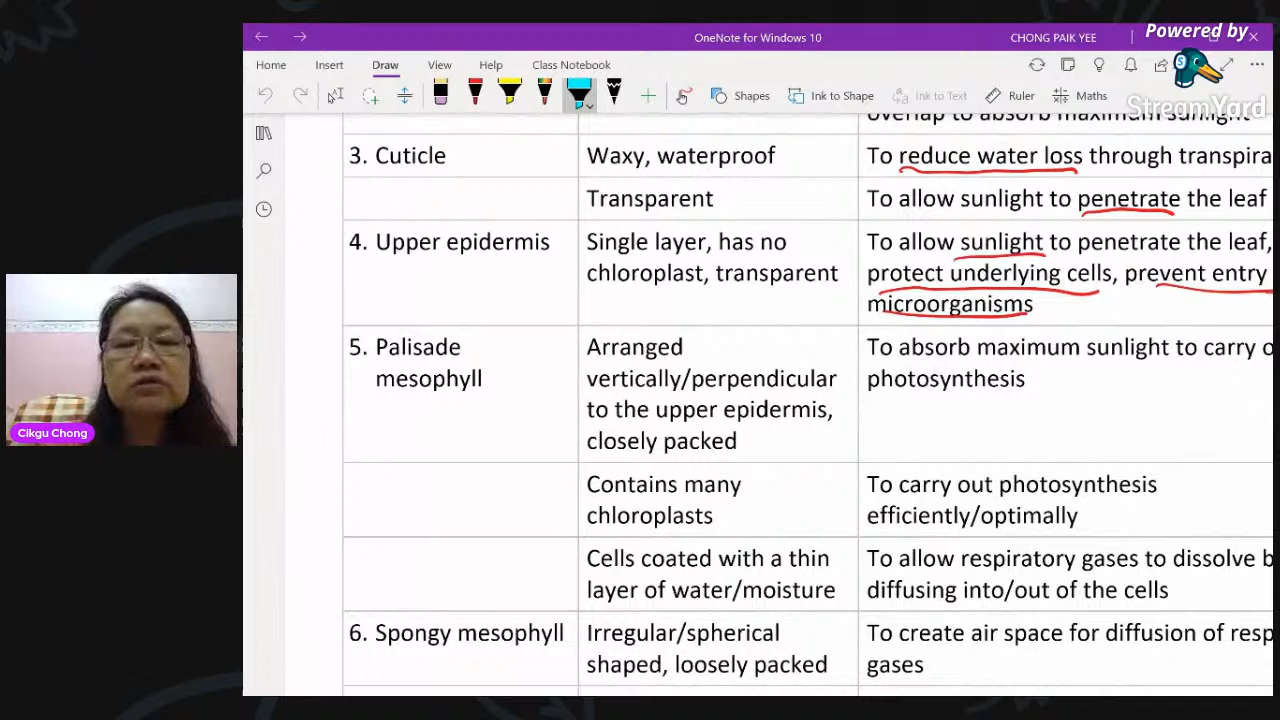 Powered by
StreamYard
OneNote for Windows 10
CHONG PAIK YEE
Home Insert Draw View Help Class Notebook
Shapes Ink to Shape Ink to Text Ruler Maths
overlap to absorb maximum sunlight
3. Cuticle
Waxy, waterproof
To reduce water loss through transpira
Transparent
To allow sunlight to penetrate the leaf
4. Upper epidermis
Single layer, has no
chloroplast, transparent
To allow sunlight to penetrate the leaf,
protect underlying cells, prevent entry
microorganisms
5. Palisade
mesophyll
Arranged
vertically/perpendicular
to the upper epidermis,
closely packed
To absorb maximum sunlight to carry o
photosynthesis
Contains many
chloroplasts
To carry out photosynthesis
efficiently/optimally
Cells coated with a thin
layer of water/moisture
To allow respiratory gases to dissolve b
diffusing into/out of the cells
6. Spongy mesophyll
Irregular/spherical
shaped, loosely packed
To create air space for diffusion of resp
gases
Cikgu Chong